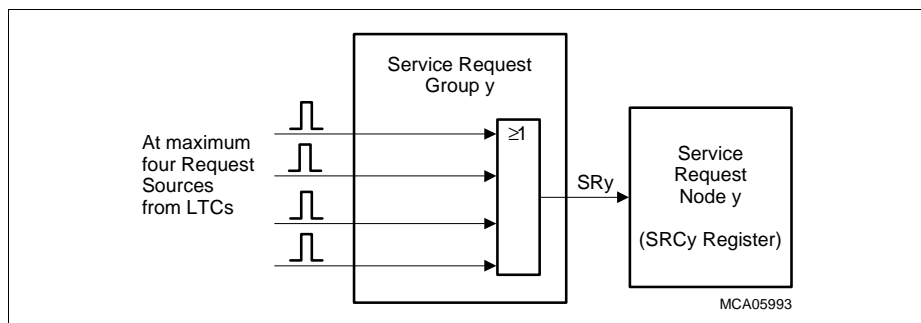 Service Request
Group y
At maximum
four Request
Sources
from LTCs
≥1
SRy
Service
Request
Node y
(SRCy Register)
MCA05993